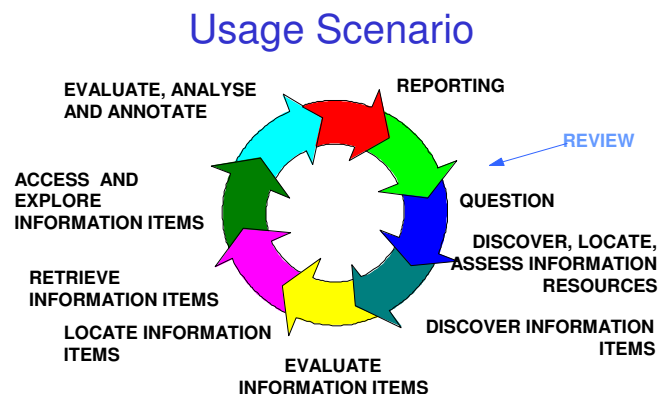 Usage Scenario
EVALUATE, ANALYSE
AND ANNOTATE
REPORTING
REVIEW
QUESTION
DISCOVER, LOCATE,
ASSESS INFORMATION
RESOURCES
DISCOVER INFORMATION
ITEMS
EVALUATE
INFORMATION ITEMS
LOCATE INFORMATION
ITEMS
RETRIEVE
INFORMATION ITEMS
ACCESS AND
EXPLORE
INFORMATION ITEMS